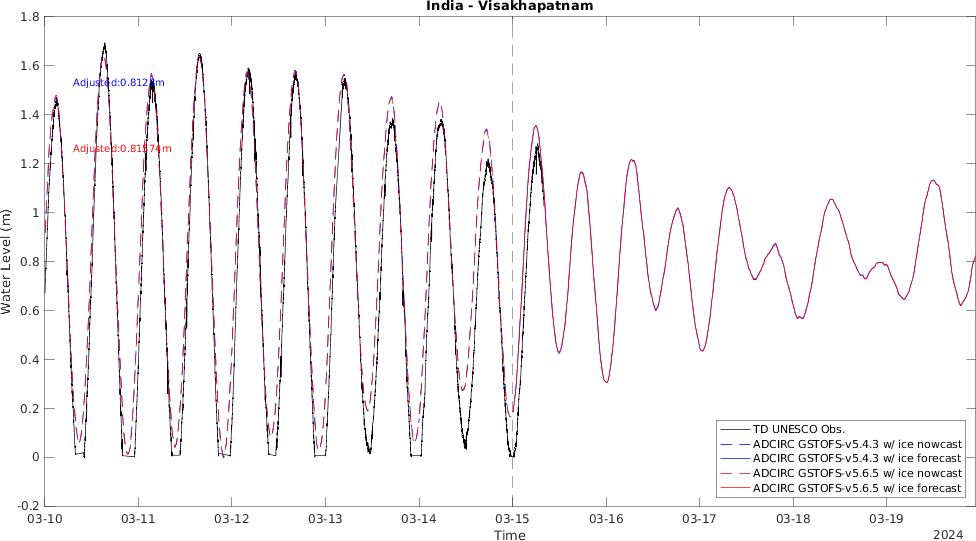 India - Visakhapatnam
1.8
1.6
1.4
1.2
1
0.8
0.6
0.4
0.2
0
-0.2
Water Level (m)
Adjusted:0.812 m
Adjusted:0.81574m
TD UNESCO Obs.
ADCIRC GSTOFS-v5.4.3 w/ ice nowcast
ADCIRC GSTOFS-v5.4.3 w/ ice forecast
ADCIRC GSTOFS-v5.6.5 w/ ice nowcast
ADCIRC GSTOFS-v5.6.5 w/ ice forecast
03-10 03-11 03-12 03-13 03-14 03-15 03-16 03-17 03-18 03-19
Time
2024